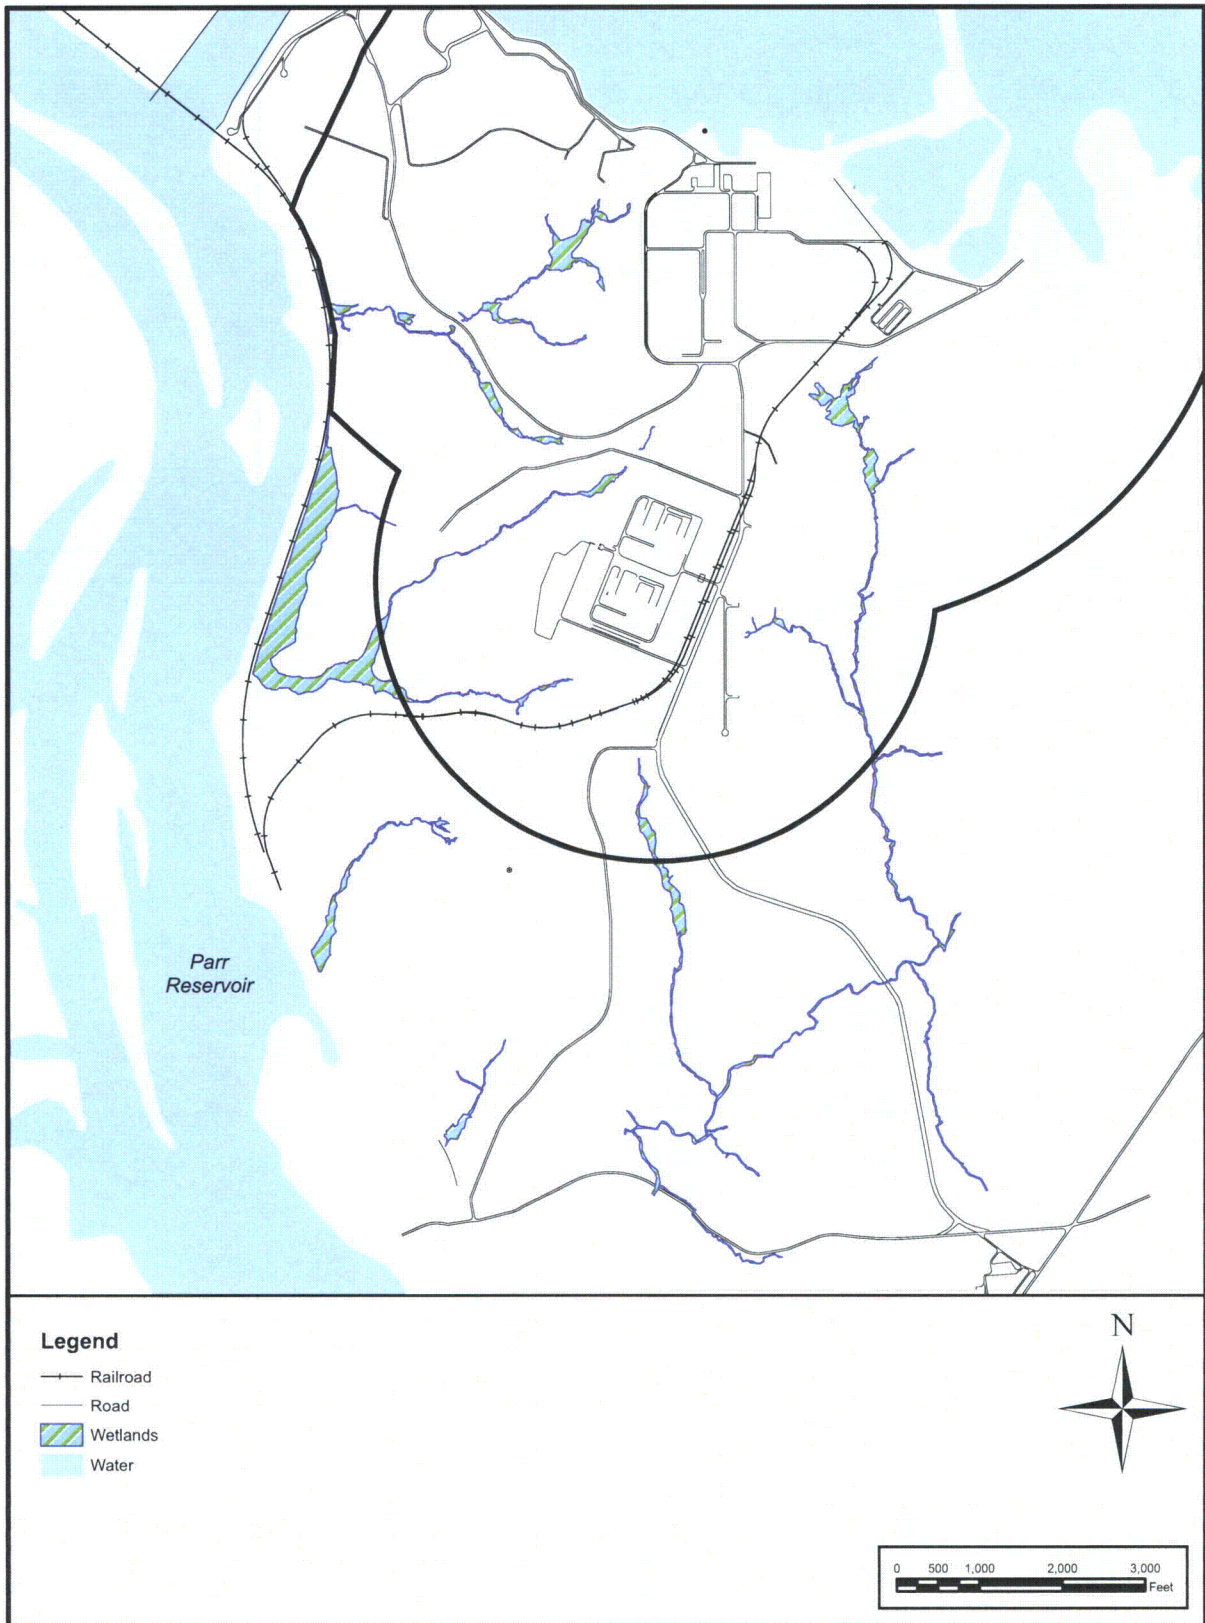 Parr
Reservoir
Legend
Railroad
Road
Wetlands
Water
N
0 500 1,000 2,000 3,000
Feet